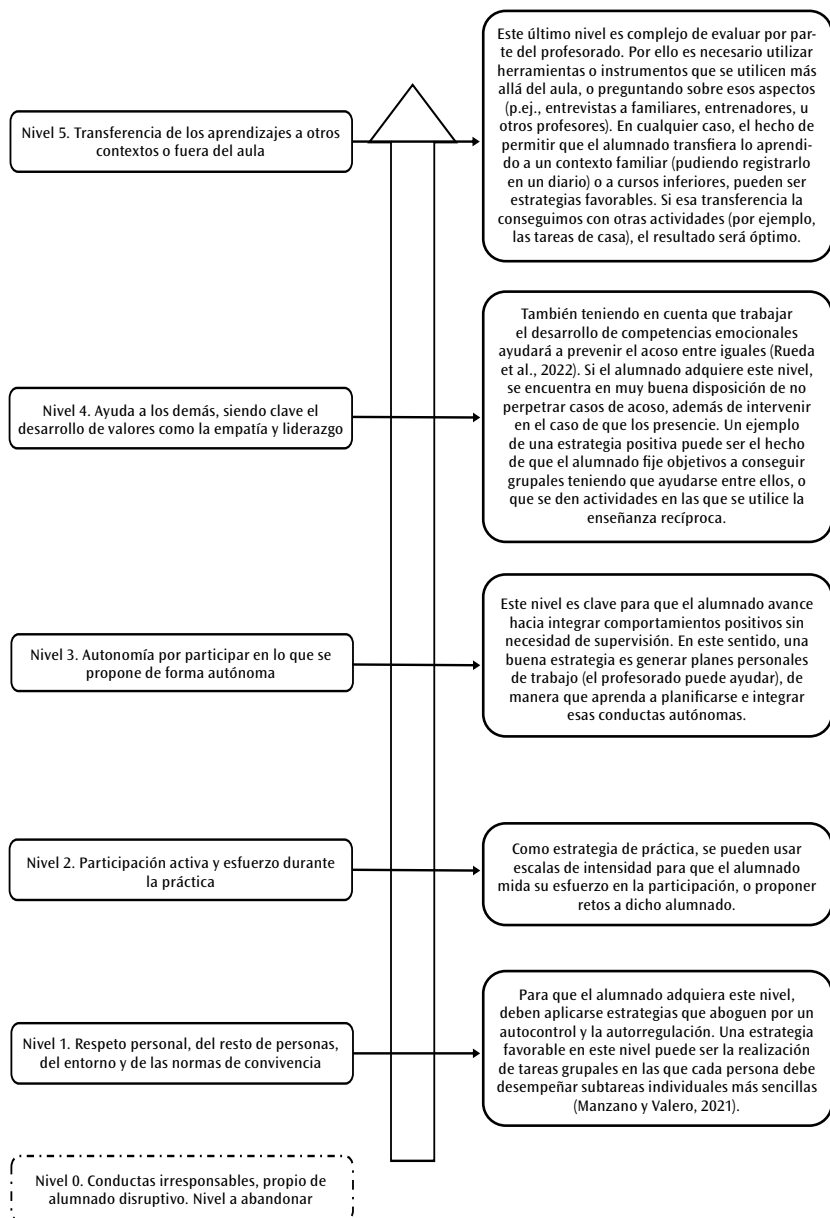 Nivel 5. Transferencia de los aprendizajes a otros
contextos o fuera del aula
Este último nivel es complejo de evaluar por par-
te del profesorado. Por ello es necesario utilizar
herramientas o instrumentos que se utilicen más
allá del aula, o preguntando sobre esos aspectos
(p.ej., entrevistas a familiares, entrenadores, u
otros profesores). En cualquier caso, el hecho de
permitir que el alumnado transfiera lo aprendi-
do a un contexto familiar (pudiendo registrarlo
en un diario) o a cursos inferiores, pueden ser
estrategias favorables. Si esa transferencia la
conseguimos con otras actividades (por ejemplo,
las tareas de casa), el resultado será óptimo.
Nivel 4. Ayuda a los demás, siendo clave el
desarrollo de valores como la empatía y liderazgo
También teniendo en cuenta que trabajar
el desarrollo de competencias emocionales
ayudará a prevenir el acoso entre iguales (Rueda
et al., 2022). Si el alumnado adquiere este nivel,
se encuentra en muy buena disposición de no
perpetrar casos de acoso, además de intervenir
en el caso de que los presencie. Un ejemplo
de una estrategia positiva puede ser el hecho
de que el alumnado fije objetivos a conseguir
grupales teniendo que ayudarse entre ellos, o
que se den actividades en las que se utilice la
enseñanza recíproca.
Nivel 3. Autonomía por participar en lo que se
propone de forma autónoma
Este nivel es clave para que el alumnado avance
hacia integrar comportamientos positivos sin
necesidad de supervisión. En este sentido, una
buena estrategia es generar planes personales
de trabajo (el profesorado puede ayudar), de
manera que aprenda a planificarse e integrar
esas conductas autónomas.
Nivel 2. Participación activa y esfuerzo durante
la práctica
Como estrategia de práctica, se pueden usar
escalas de intensidad para que el alumnado
mida su esfuerzo en la participación, o proponer
retos a dicho alumnado.
Nivel 1. Respeto personal, del resto de personas,
del entorno y de las normas de convivencia
Para que el alumnado adquiera este nivel,
deben aplicarse estrategias que aboguen por un
autocontrol y la autorregulación. Una estrategia
favorable en este nivel puede ser la realización
de tareas grupales en las que cada persona debe
desempeñar subtareas individuales más sencillas
(Manzano y Valero, 2021).
Nivel 0. Conductas irresponsables, propio de
alumnado disruptivo. Nivel a abandonar